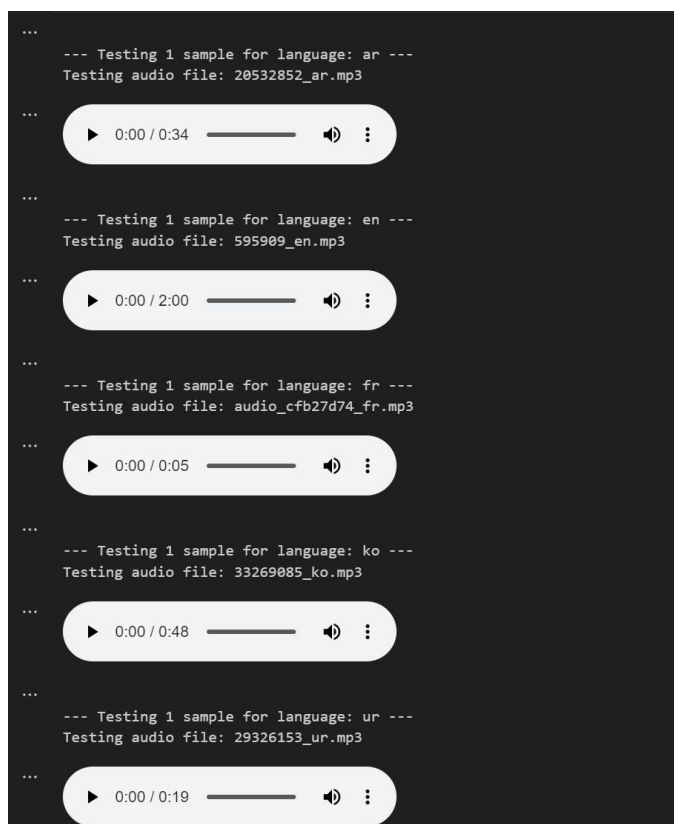 ...
--- Testing 1 sample for language: ar ---
Testing audio file: 20532852_ar.mp3
...
0:00 / 0:34
...
--- Testing 1 sample for language: en ---
Testing audio file: 595909_en.mp3
...
0:00 / 2:00
...
--- Testing 1 sample for language: fr ---
Testing audio file: audio_cfb27d74_fr.mp3
...
0:00 / 0:05
...
--- Testing 1 sample for language: ko ---
Testing audio file: 33269085_ko.mp3
...
0:00 / 0:48
...
--- Testing 1 sample for language: ur ---
Testing audio file: 29326153_ur.mp3
...
0:00 / 0:19